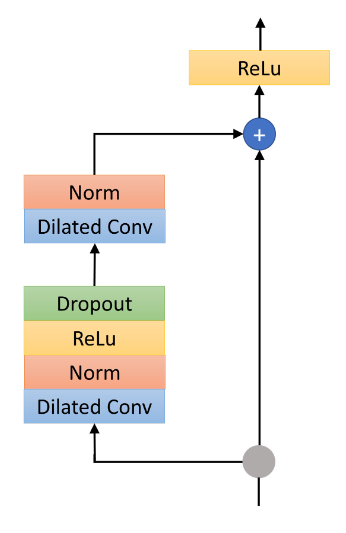 ReLu
+
Norm
Dilated Conv
Dropout
ReLu
Norm
Dilated Conv